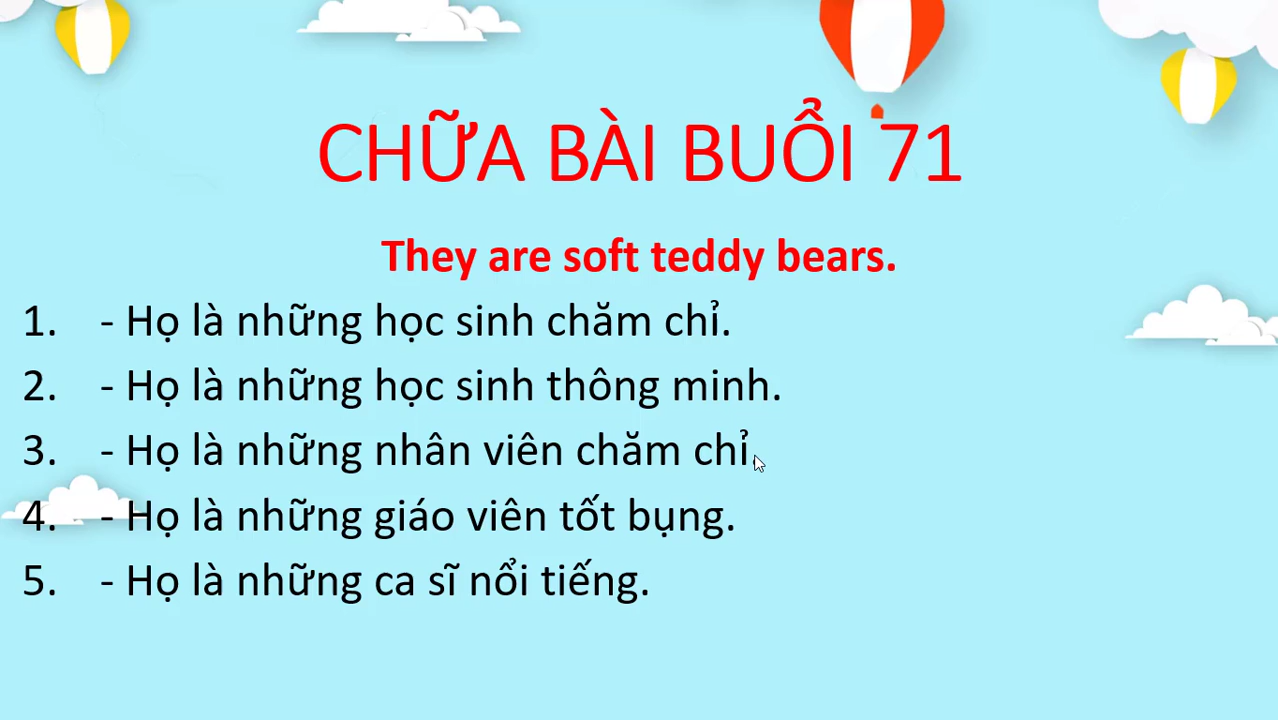 CHỮA BÀI BUỔI 71
They are soft teddy bears.
1. - Họ là những học sinh chăm chỉ.
2. - Họ là những học sinh thông minh.
3. - Họ là những nhân viên chăm chỉ.
4. - Họ là những giáo viên tốt bụng.
5. - Họ là những ca sĩ nổi tiếng.